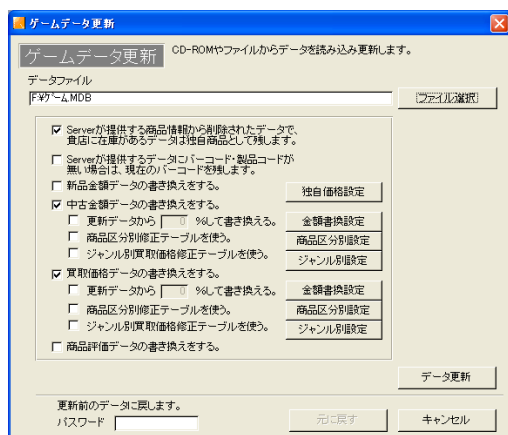 ゲームデータ更新
ゲームデータ更新
CD-ROMやファイルからデータを読み込み更新します。
データファイル
F:¥ゲーム.MDB
ファイル選択
Serverが提供する商品情報から削除されたデータで、
貴店に在庫があるデータは独自商品として残します。
Serverが提供するデータにバーコード・製品コードが
無い場合は、現在のバーコードを残します。
新品金額データの書き換えをする。
独自価格設定
中古金額データの書き換えをする。
更新データから 0 %して書き換える。
金額書換設定
商品区分別修正テーブルを使う。
商品区分別設定
ジャンル別買取価格修正テーブルを使う。
ジャンル別設定
買取価格データの書き換えをする。
更新データから 0 %して書き換える。
金額書換設定
商品区分別修正テーブルを使う。
商品区分別設定
ジャンル別買取価格修正テーブルを使う。
ジャンル別設定
商品評価データの書き換えをする。
データ更新
更新前のデータに戻します。
パスワード
元に戻す
キャンセル